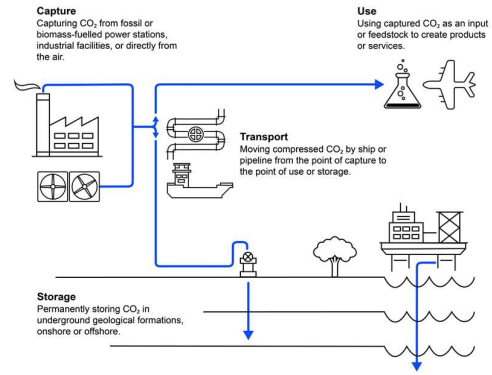 Capture
Capturing CO₂ from fossil or
biomass-fuelled power stations,
industrial facilities, or directly from
the air.
Use
Using captured CO₂ as an input
or feedstock to create products
or services.
Transport
Moving compressed CO₂ by ship or
pipeline from the point of capture to
the point of use or storage.
Storage
Permanently storing CO₂ in
underground geological formations,
onshore or offshore.